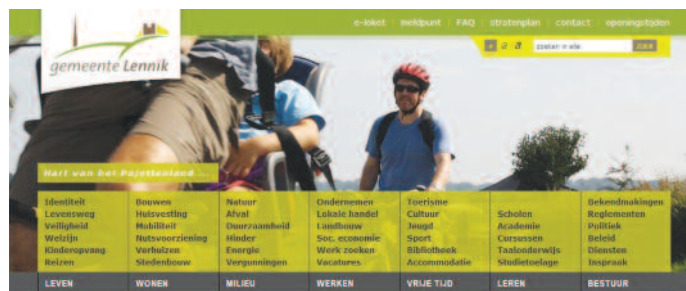 e-loket | meldpunt | FAQ | stratenplan | contact | openingstijden
gemeente Lennik
a a a zoeken in site zoek
Hart van het Pajottenland ...
Identiteit Bouwen Natuur Ondernemen Toerisme Bekendmakingen
Levensweg Huisvesting Afval Lokale handel Cultuur Scholen Reglementen
Veiligheid Mobiliteit Duurzaamheid Landbouw Jeugd Academie Politiek
Welzijn Nutsvoorziening Hinder Soc. economie Sport Cursussen Beleid
Kinderopvang Verhuizen Energie Werk zoeken Bibliotheek Taalonderwijs Diensten
Reizen Stedenbouw Vergunningen Vacatures Accommodatie Studietoelage Inspraak
LEVEN WONEN MILIEU WERKEN VRIJE TIJD LEREN BESTUUR